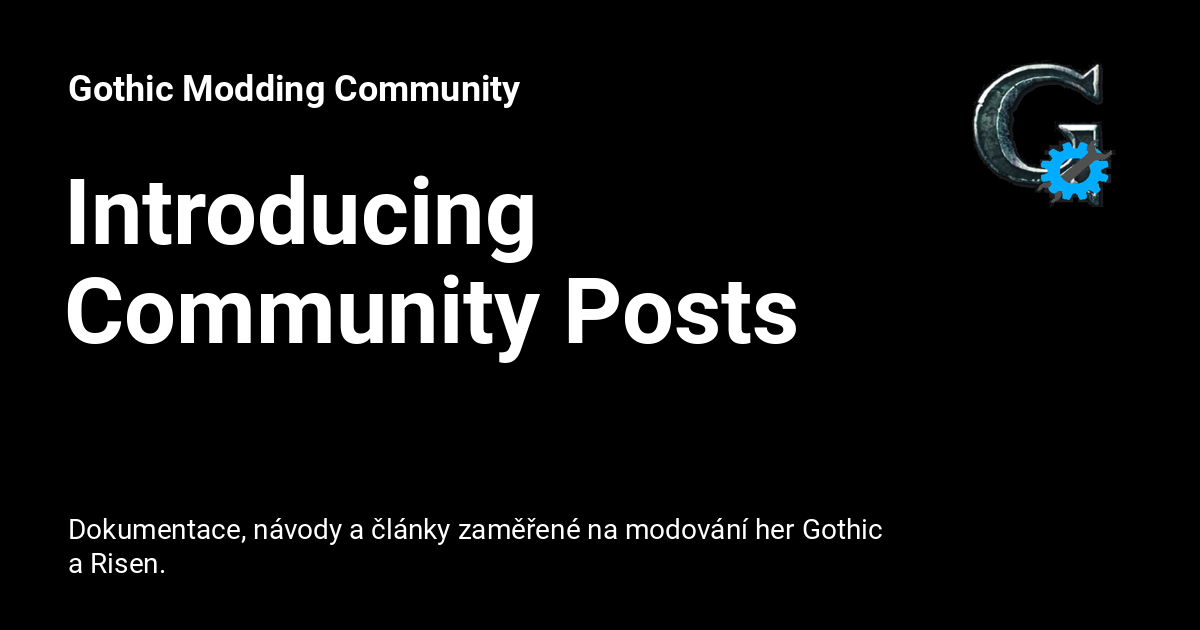 Gothic Modding Community
Introducing
Community Posts
Dokumentace, návody a články zaměřené na modování her Gothic
a Risen.